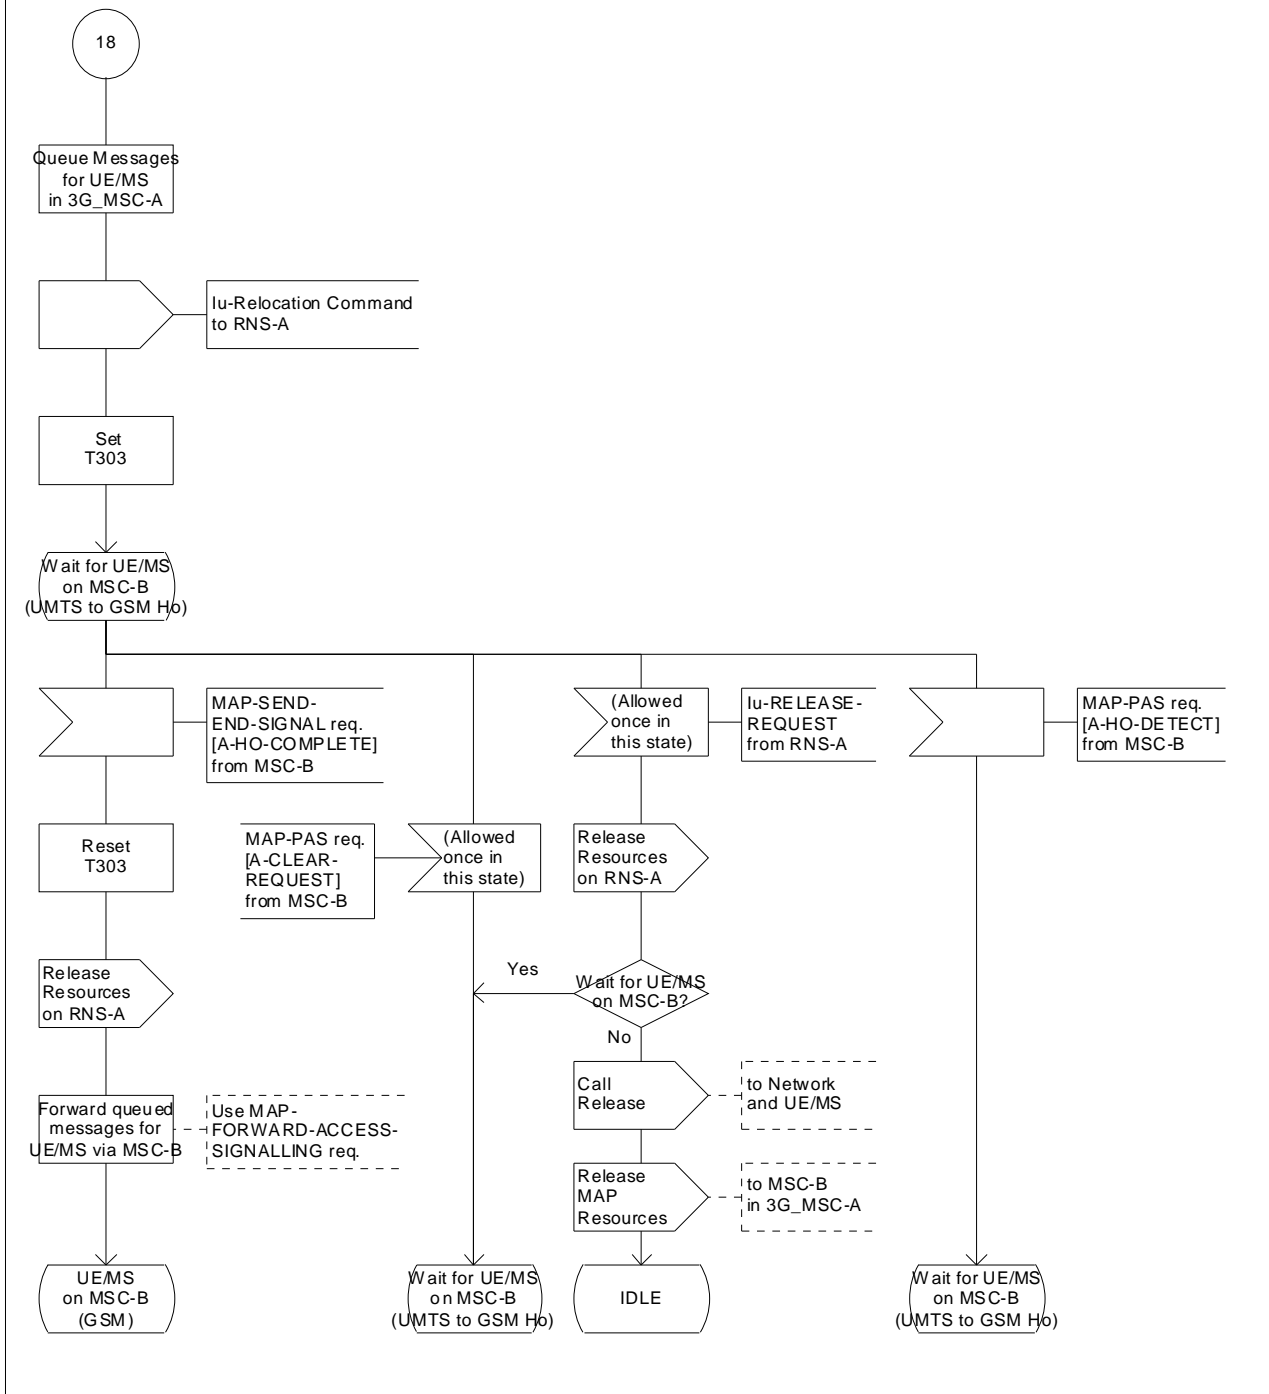 18
Queue Messages
for UE/MS
in 3G_MSC-A
Iu-Relocation Command
to RNS-A
Set
T303
Wait for UE/MS
on MSC-B
(UMTS to GSM Ho)
MAP-SEND-
END-SIGNAL req.
[A-HO-COMPLETE]
from MSC-B
(Allowed
once in
this state)
Iu-RELEASE-
REQUEST
from RNS-A
MAP-PAS req.
[A-HO-DETECT]
from MSC-B
Reset
T303
MAP-PAS req.
[A-CLEAR-
REQUEST]
from MSC-B
(Allowed
once in
this state)
Release
Resources
on RNS-A
Release
Resources
on RNS-A
Yes
Wait for UE/MS
on MSC-B?
No
Call
Release
to Network
and UE/MS
Forward queued
messages for
UE/MS via MSC-B
Use MAP-
FORWARD-ACCESS-
SIGNALLING req.
Release
MAP
Resources
to MSC-B
in 3G_MSC-A
UE/MS
on MSC-B
(GSM)
Wait for UE/MS
on MSC-B
(UMTS to GSM Ho)
IDLE
Wait for UE/MS
on MSC-B
(UMTS to GSM Ho)